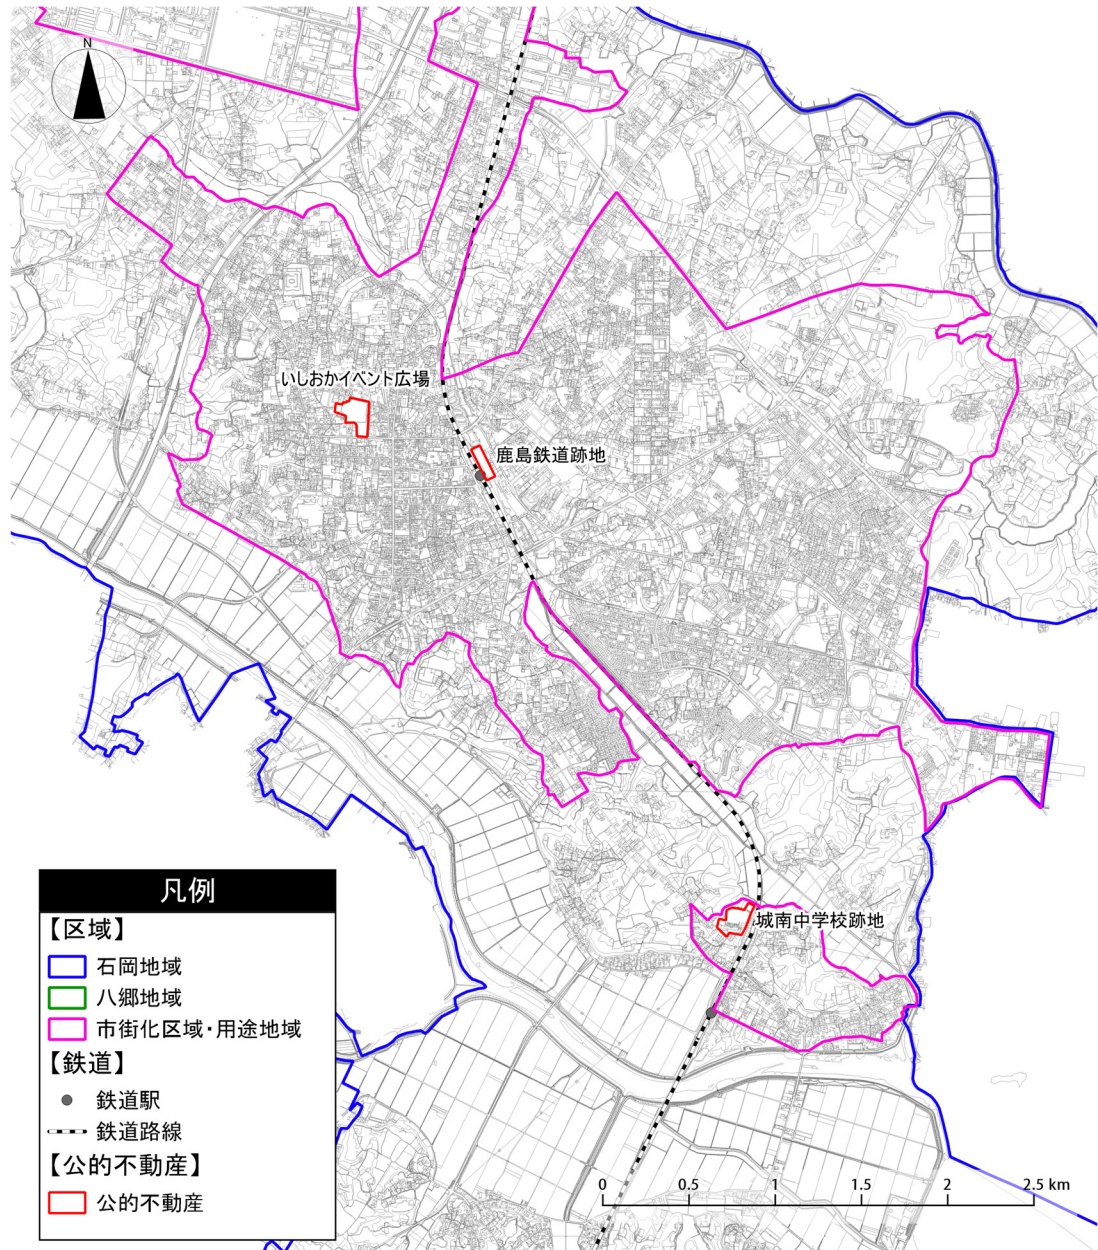 N
いしおかイベント広場
鹿島鉄道跡地
城南中学校跡地
凡例
【区域】
石岡地域
八郷地域
市街化区域・用途地域
【鉄道】
鉄道駅
鉄道路線
【公的不動産】
公的不動産
0 0.5 1 1.5 2 2.5 km